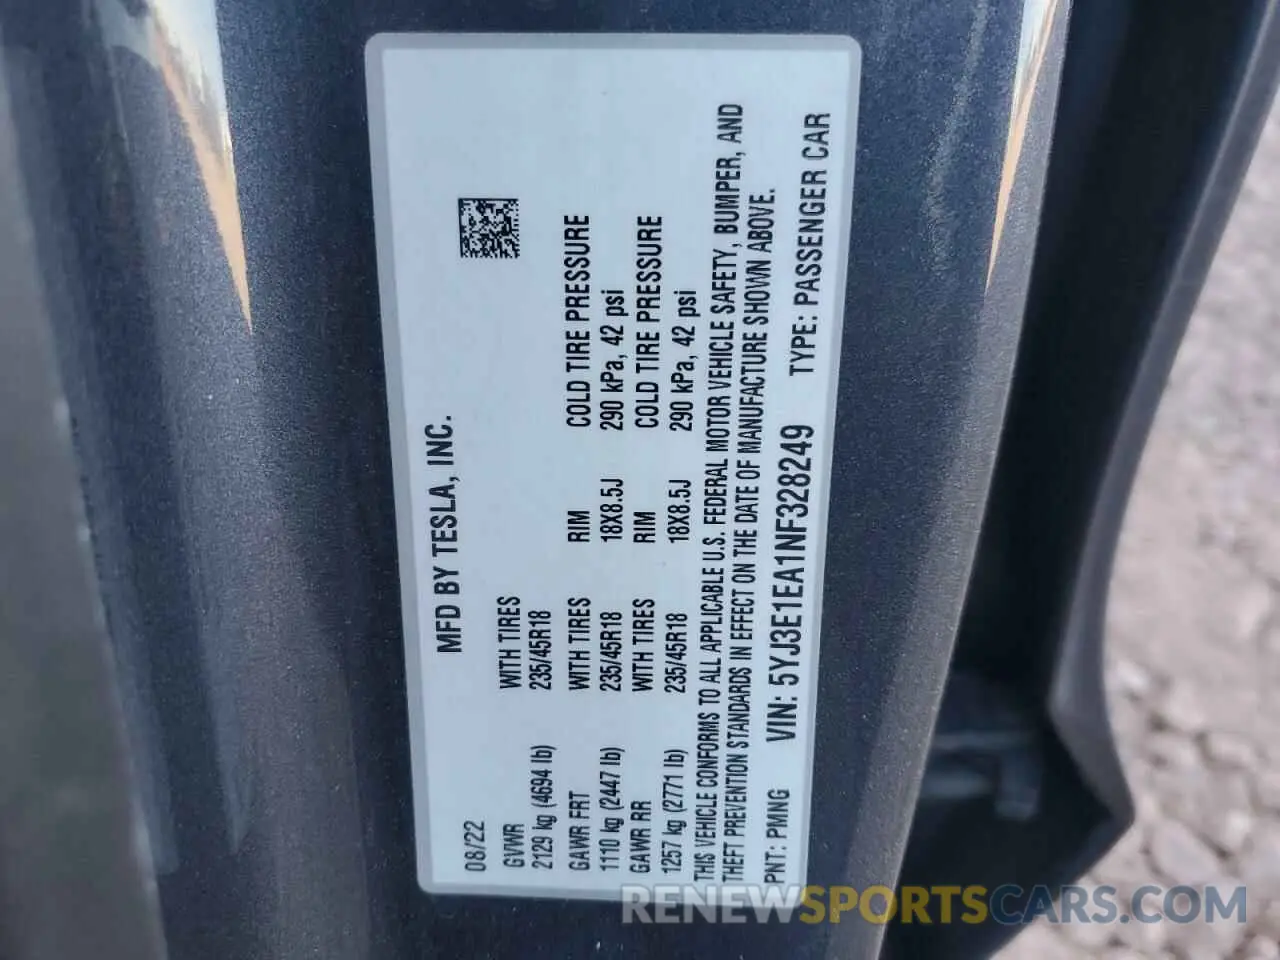 MFD BY TESLA, INC.
08/22
GVWR WITH TIRES
2129 kg (4694 lb) 235/45R18
GAWR FRT WITH TIRES RIM COLD TIRE PRESSURE
1110 kg (2447 lb) 235/45R18 18X8.5J 290 kPa, 42 psi
GAWR RR WITH TIRES RIM COLD TIRE PRESSURE
1257 kg (2771 lb) 235/45R18 18X8.5J 290 kPa, 42 psi
THIS VEHICLE CONFORMS TO ALL APPLICABLE U.S. FEDERAL MOTOR VEHICLE SAFETY, BUMPER, AND
THEFT PREVENTION STANDARDS IN EFFECT ON THE DATE OF MANUFACTURE SHOWN ABOVE.
PNT: PMNG VIN: 5YJ3E1EA1NF328249 TYPE: PASSENGER CAR
RENEWSPORTSCARS.COM